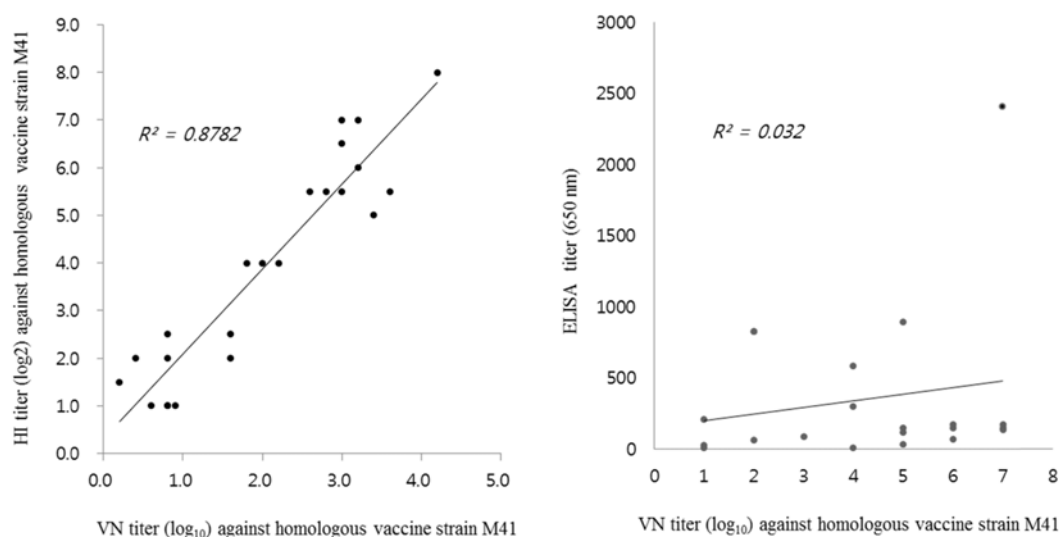 HI titer (log2) against homologous vaccine strain M41
9.0
8.0
7.0
6.0
5.0
4.0
3.0
2.0
1.0
0.0
R² = 0.8782
0.0 1.0 2.0 3.0 4.0 5.0
VN titer (log₁₀) against homologous vaccine strain M41
ELISA titer (650 nm)
3000
2500
2000
1500
1000
500
0
R² = 0.032
0 1 2 3 4 5 6 7 8
VN titer (log₁₀) against homologous vaccine strain M41